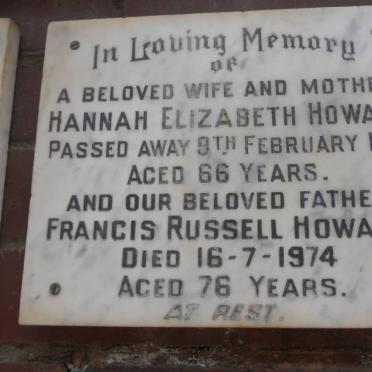 In Loving Memory
OF
A BELOVED WIFE AND MOTHE
HANNAH ELIZABETH HOWA
PASSED AWAY 9TH FEBRUARY
AGED 66 YEARS.
AND OUR BELOVED FATHE
FRANCIS RUSSELL HOWA
DIED 16-7-1974
AGED 76 YEARS.
AT REST.